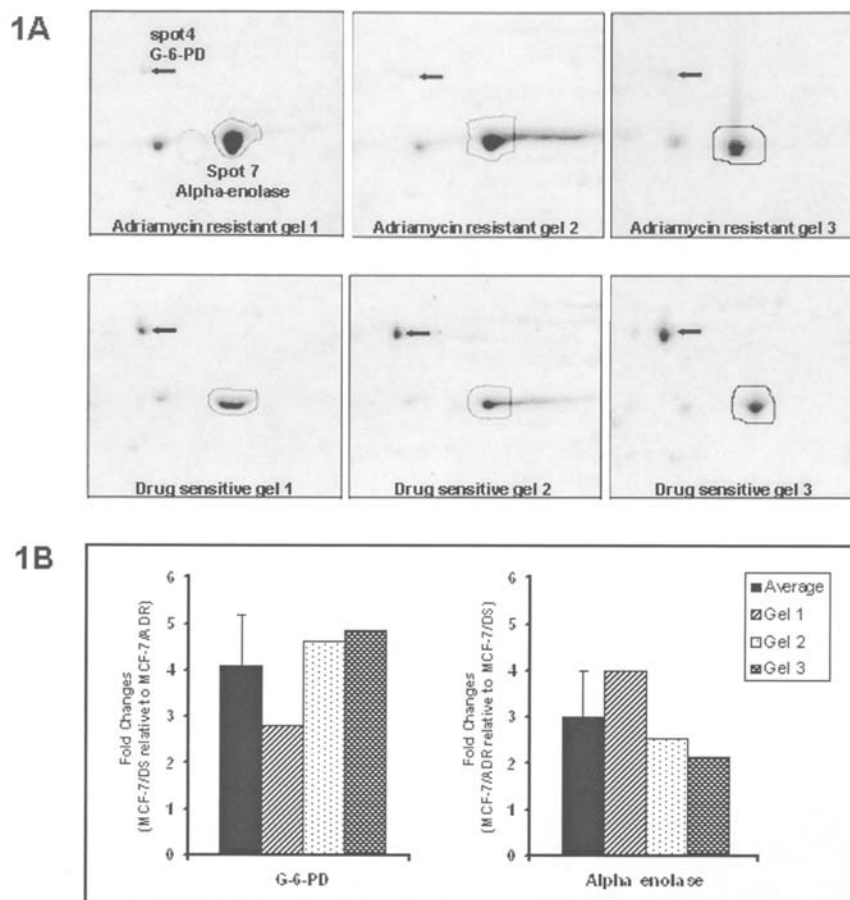 1A
spot4
G-6-PD
Spot 7
Alpha-enolase
Adriamycin resistant gel 1
Adriamycin resistant gel 2
Adriamycin resistant gel 3
Drug sensitive gel 1
Drug sensitive gel 2
Drug sensitive gel 3
1B
Fold Changes
(MCF-7/DS relative to MCF-7/ADR)
6
5
4
3
2
1
0
G-6-PD
Fold Changes
(MCF-7/ADR relative to MCF-7/DS)
6
5
4
3
2
1
0
Alpha enolase
Average
Gel 1
Gel 2
Gel 3